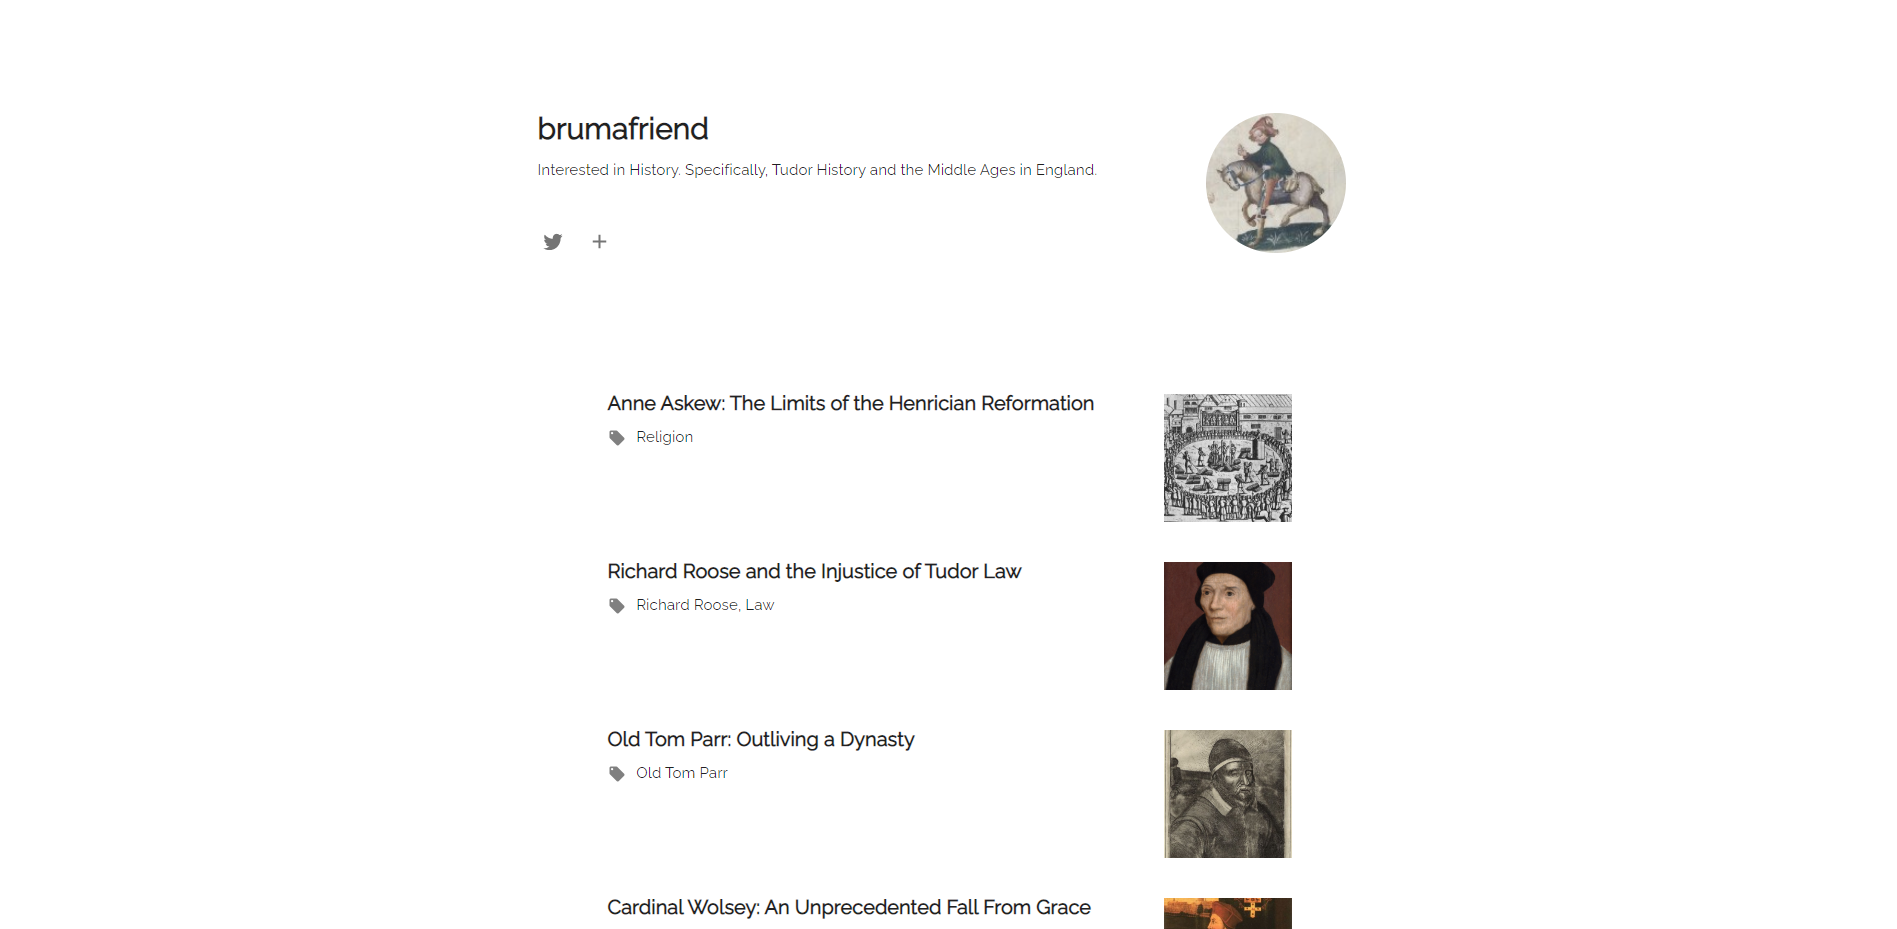 brumafriend
Interested in History. Specifically, Tudor History and the Middle Ages in England.
Anne Askew: The Limits of the Henrician Reformation
Religion
Richard Roose and the Injustice of Tudor Law
Richard Roose, Law
Old Tom Parr: Outliving a Dynasty
Old Tom Parr
Cardinal Wolsey: An Unprecedented Fall From Grace